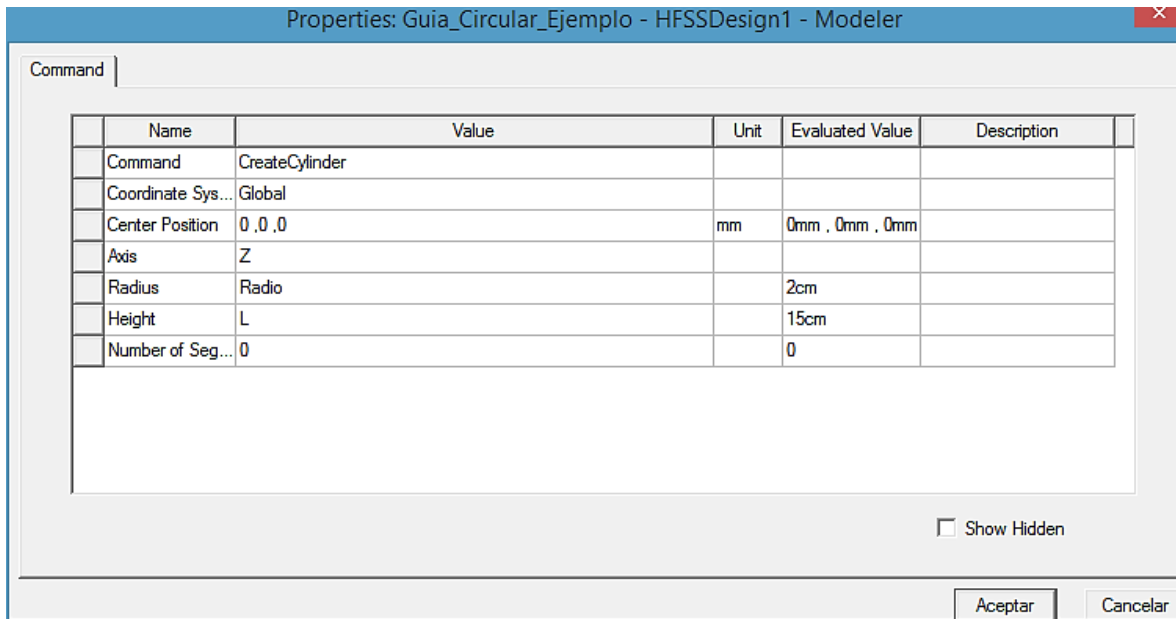 Properties: Guia_Circular_Ejemplo - HFSSDesign1 - Modeler
Command
Name Value Unit Evaluated Value Description
Command CreateCylinder
Coordinate Sys... Global
Center Position 0 ,0 ,0 mm 0mm , 0mm , 0mm
Axis Z
Radius Radio 2cm
Height L 15cm
Number of Seg... 0 0
Show Hidden
Aceptar Cancelar